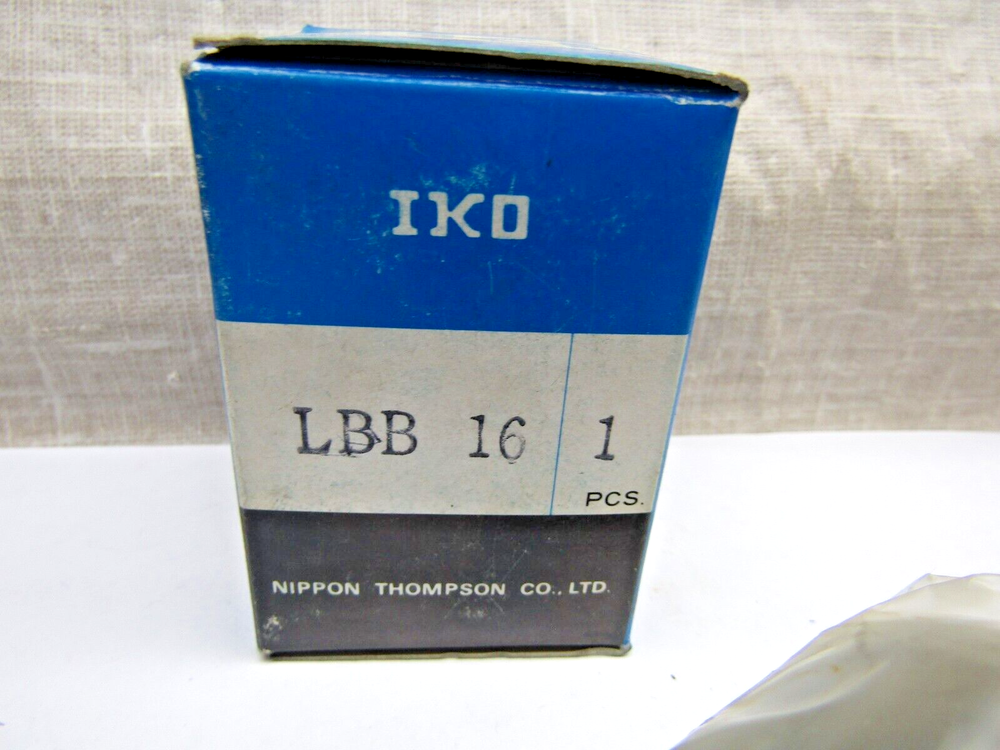 IKO
LBB 16 1
PCS.
NIPPON THOMPSON CO., LTD.